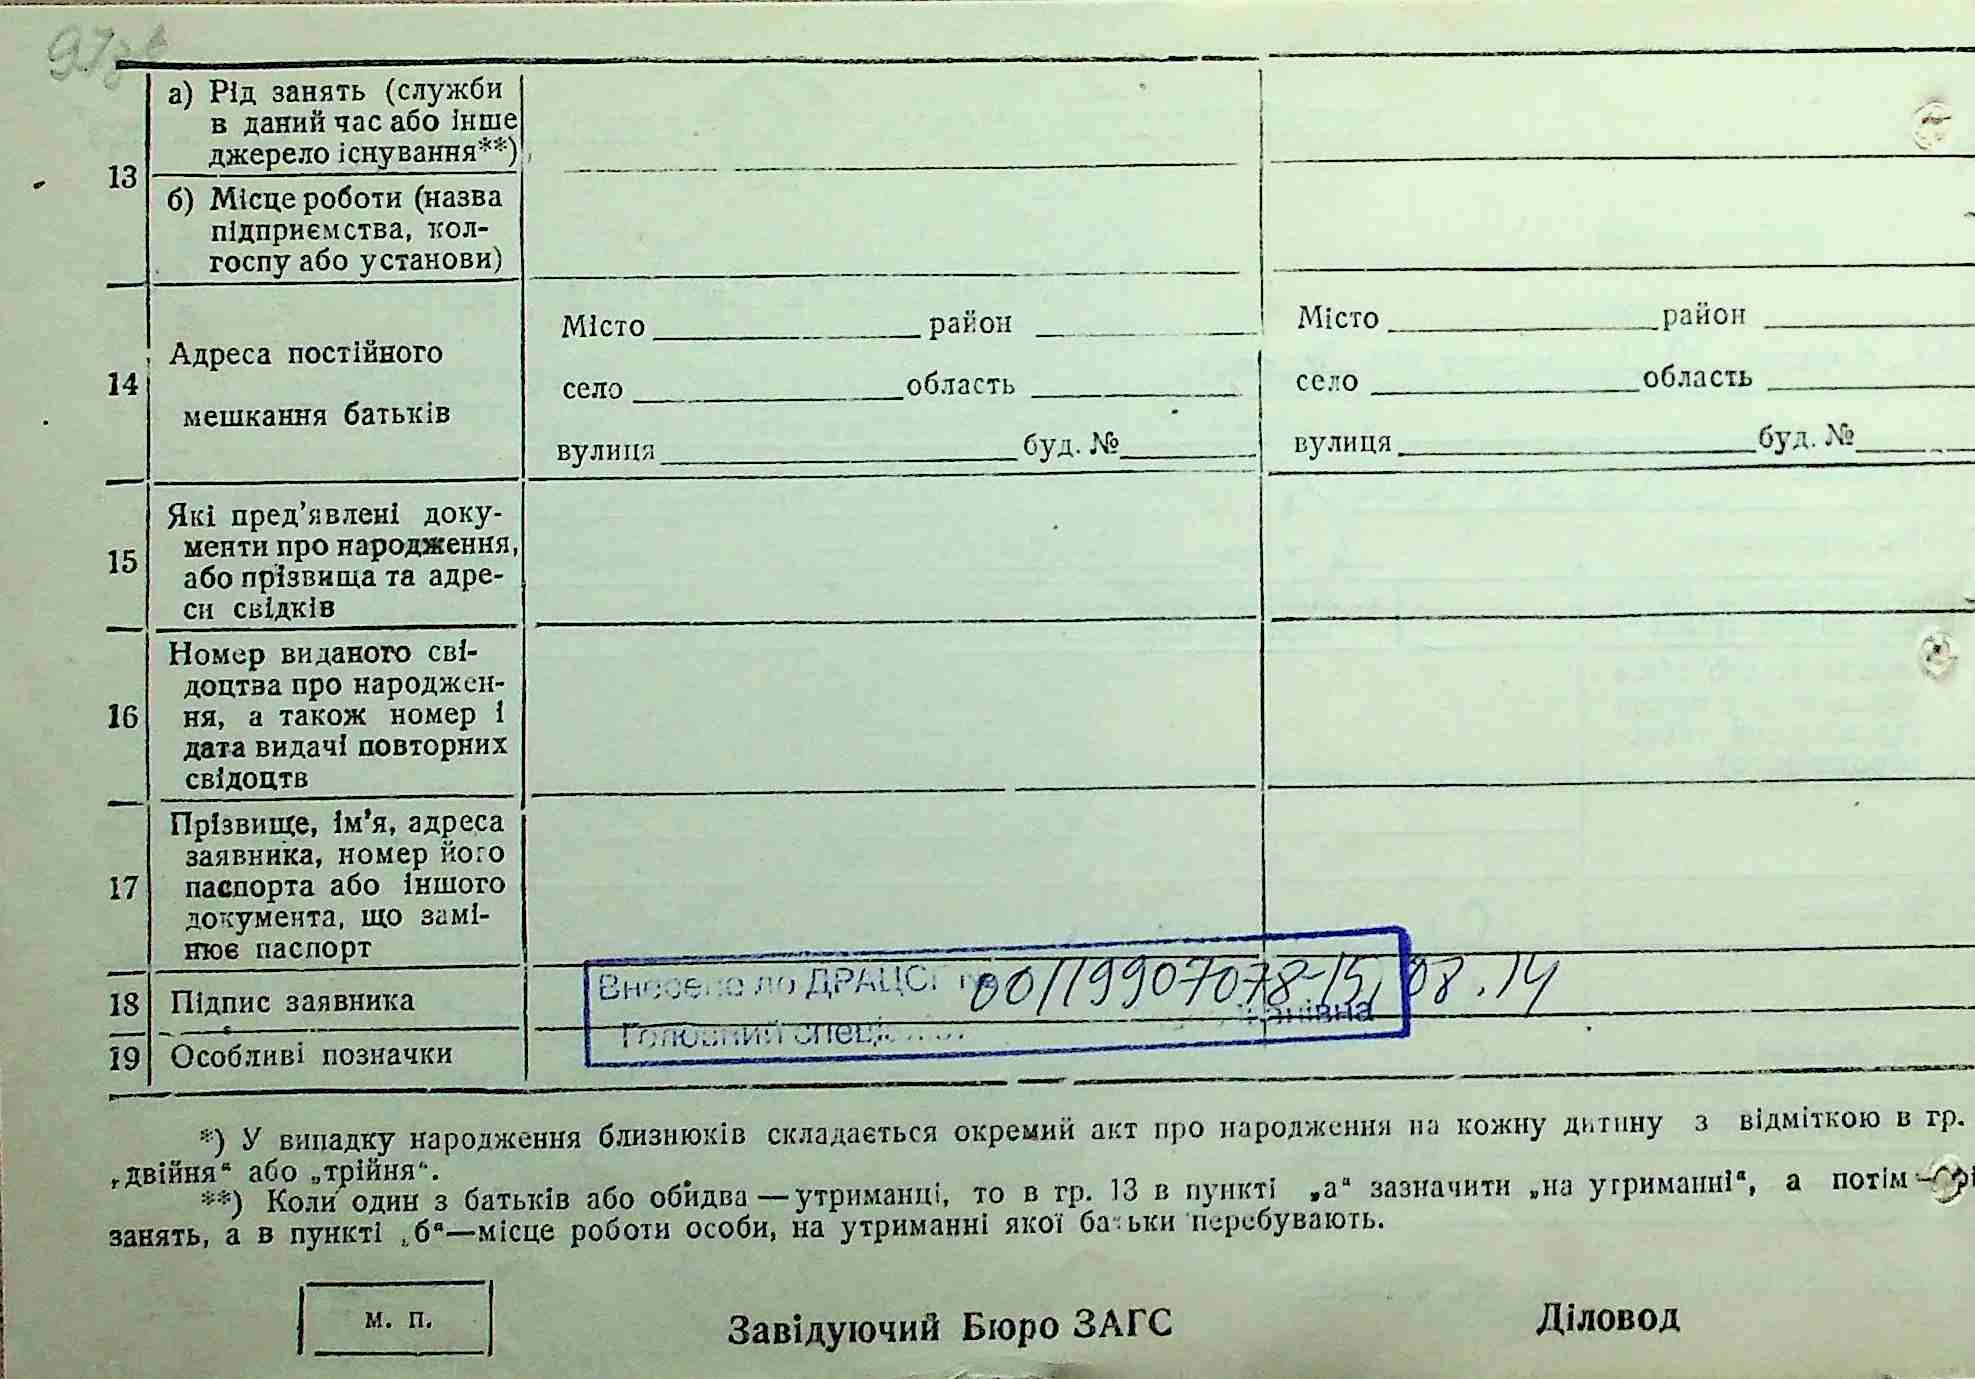 13
а) Рід занять (служби
в даний час або інше
джерело існування**)
б) Місце роботи (назва
підприємства, кол-
госпу або установи)
14
Адреса постійного
мешкання батьків
Місто район
село область
вулиця буд. №
Місто район
село область
вулиця буд. №
15
Які пред'явлені доку-
менти про народження,
або прізвища та адре-
си свідків
16
Номер виданого сві-
доцтва про народжен-
ня, а також номер і
дата видачі повторних
свідоцтв
17
Прізвище, ім'я, адреса
заявника, номер його
паспорта або іншого
документа, що замі-
нює паспорт
18 Підпис заявника
19 Особливі позначки
Внесено до ДРАЦСГ 00119907078-15,08.14
Головний
*) У випадку народження близнюків складається окремий акт про народження на кожну дитину з відміткою в гр.
„двійня“ або „трійня“.
**) Коли один з батьків або обидва — утриманці, то в гр. 13 в пункті „а“ зазначити „на утриманні“, а потім —
занять, а в пункті „б“—місце роботи особи, на утриманні якої батьки перебувають.
м. п.
Завідуючий Бюро ЗАГС
Діловод